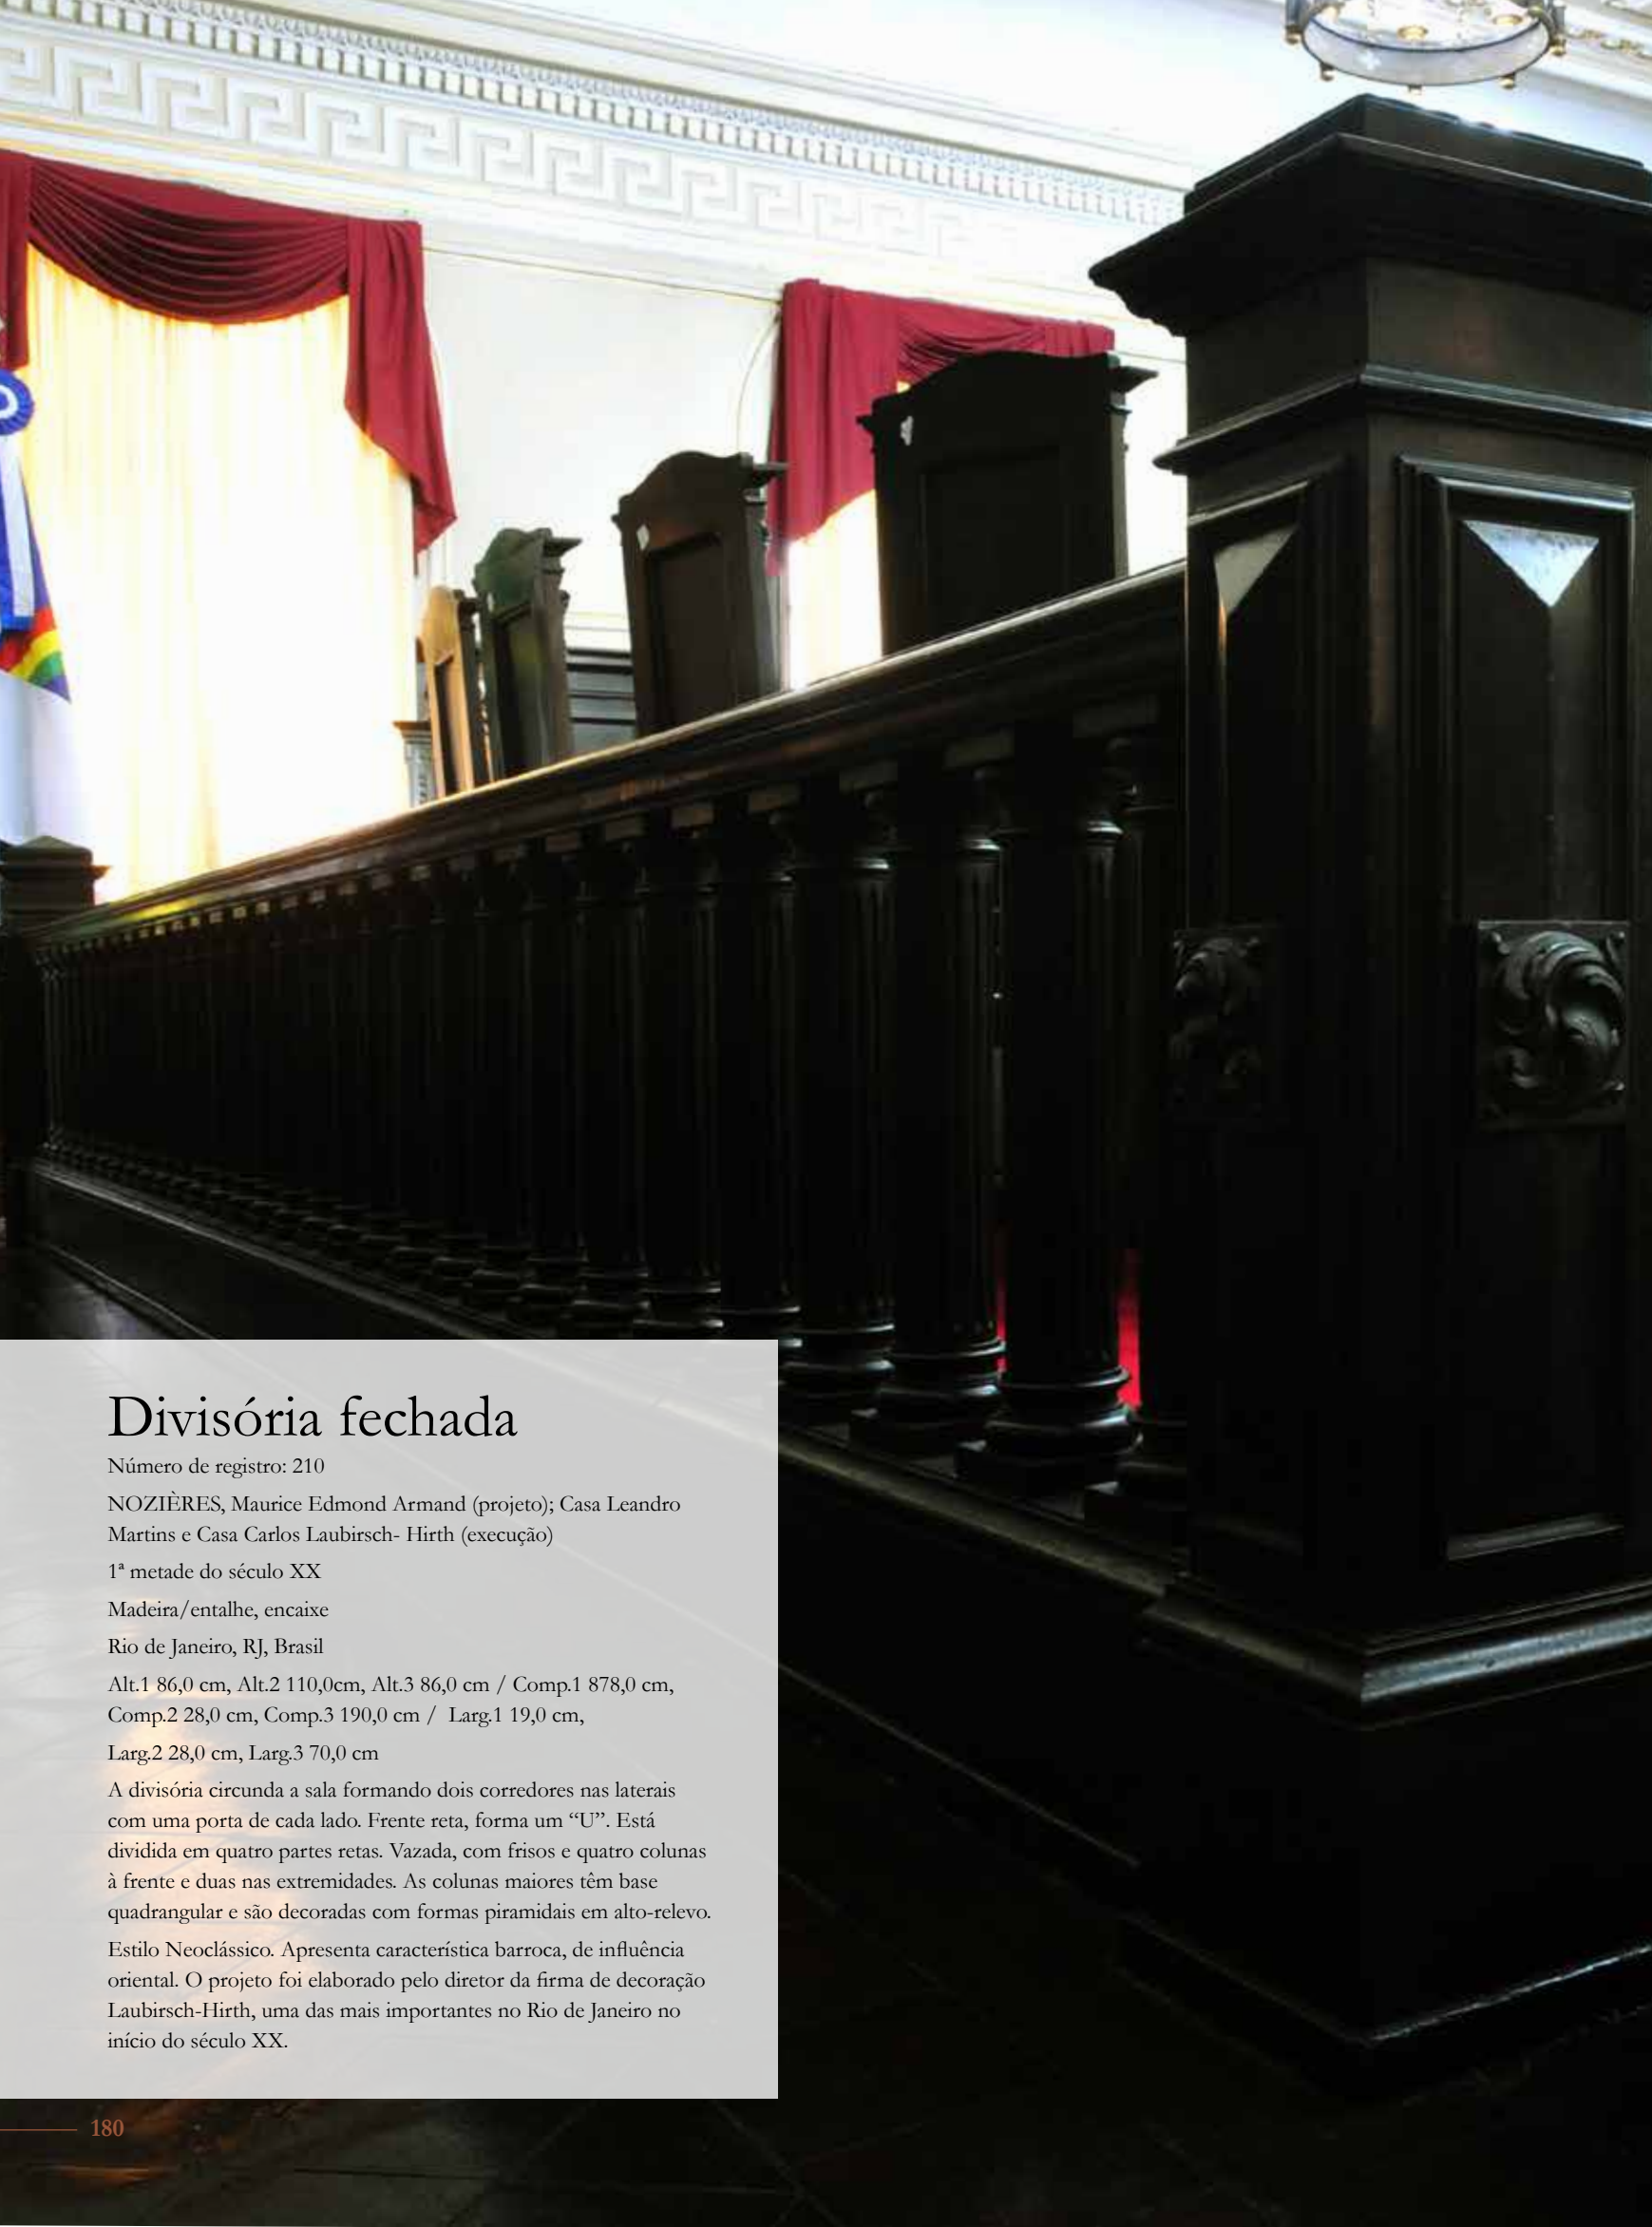 Divisória fechada
Número de registro: 210
NOZIÈRES, Maurice Edmond Armand (projeto); Casa Leandro
Martins e Casa Carlos Laubirsch- Hirth (execução)
1ª metade do século XX
Madeira/entalhe, encaixe
Rio de Janeiro, RJ, Brasil
Alt.1 86,0 cm, Alt.2 110,0cm, Alt.3 86,0 cm / Comp.1 878,0 cm,
Comp.2 28,0 cm, Comp.3 190,0 cm / Larg.1 19,0 cm,
Larg.2 28,0 cm, Larg.3 70,0 cm
A divisória circunda a sala formando dois corredores nas laterais
com uma porta de cada lado. Frente reta, forma um “U”. Está
dividida em quatro partes retas. Vazada, com frisos e quatro colunas
à frente e duas nas extremidades. As colunas maiores têm base
quadrangular e são decoradas com formas piramidais em alto-relevo.
Estilo Neoclássico. Apresenta característica barroca, de influência
oriental. O projeto foi elaborado pelo diretor da firma de decoração
Laubirsch-Hirth, uma das mais importantes no Rio de Janeiro no
início do século XX.
180